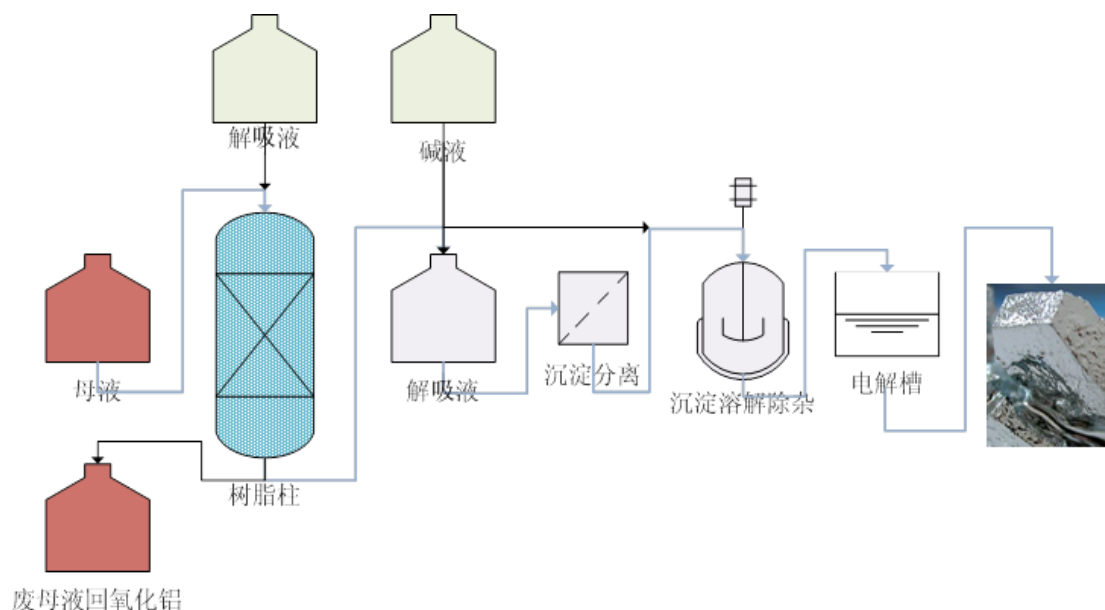 解吸液
碱液
母液
解吸液
沉淀分离
沉淀溶解除杂
电解槽
树脂柱
废母液回氧化铝